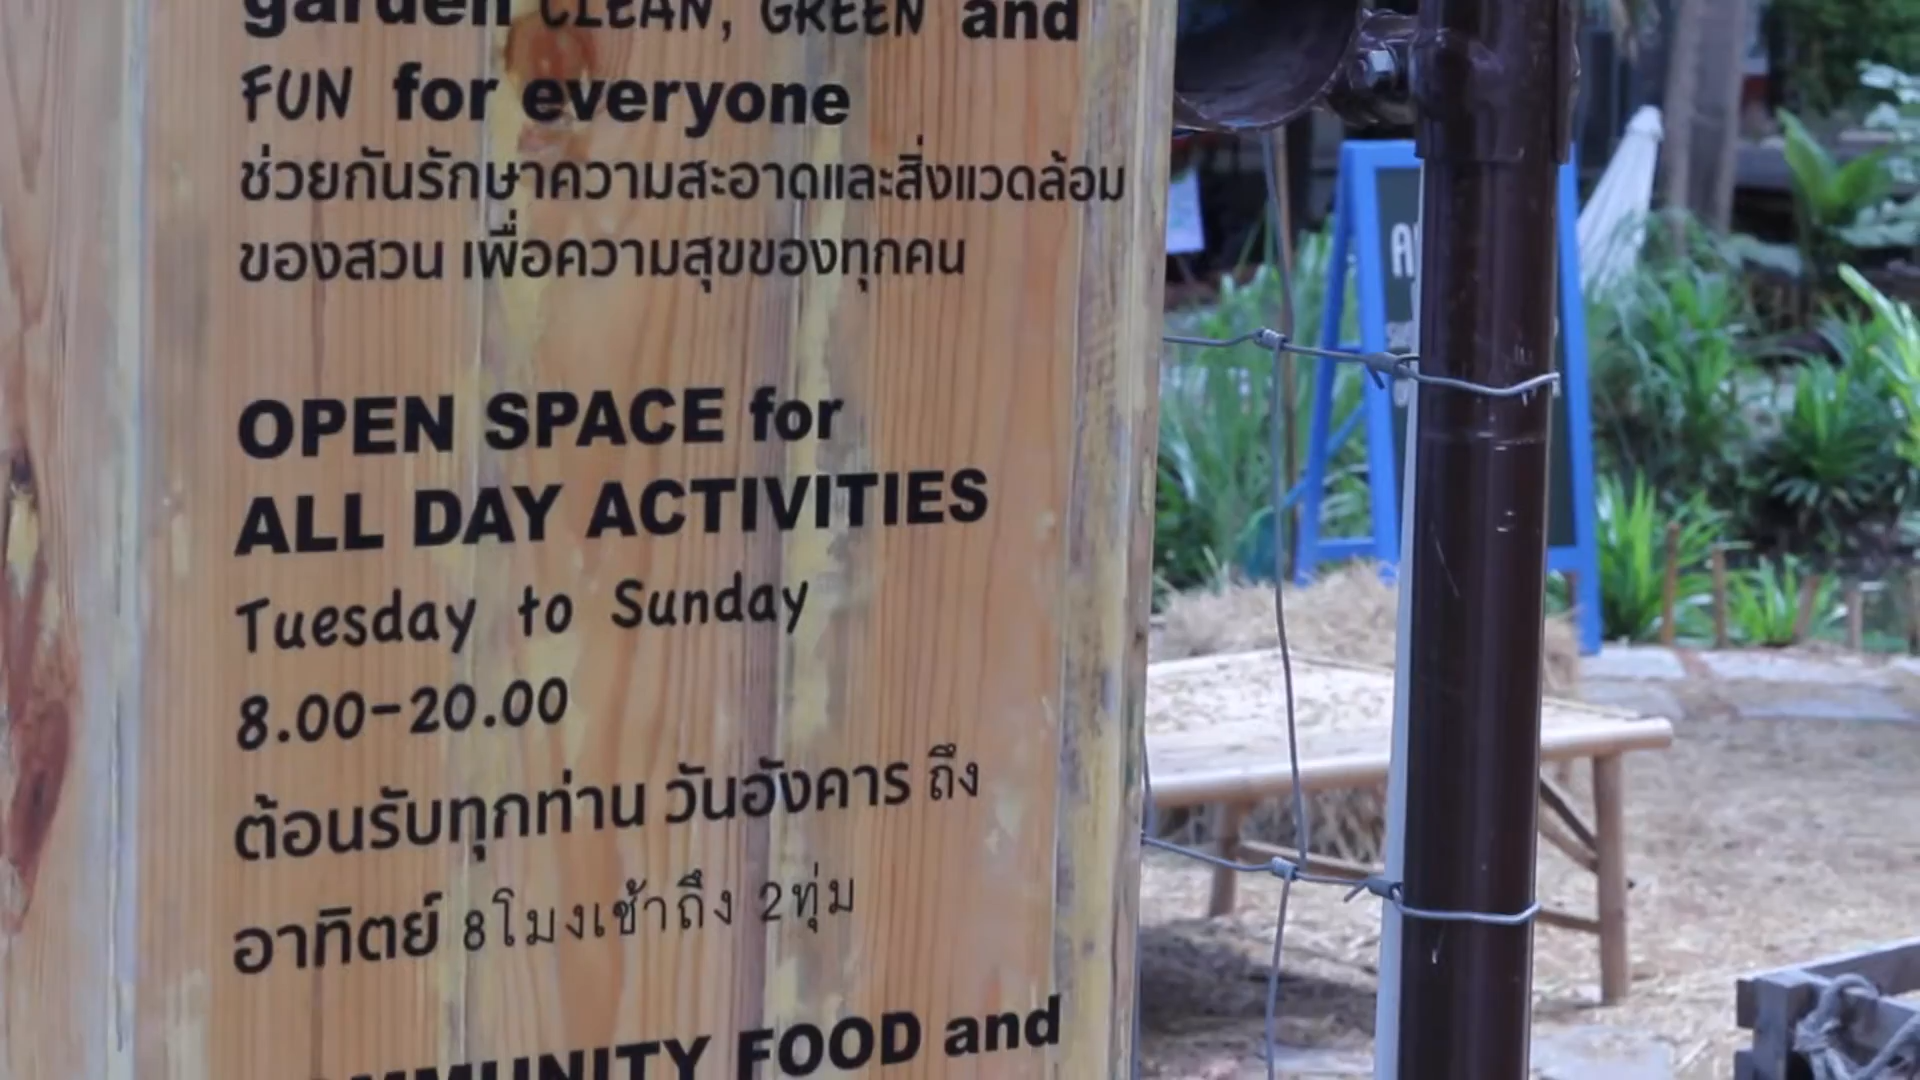 garden CLEAN, GREEN and
FUN for everyone
ช่วยกันรักษาความสะอาดและสิ่งแวดล้อม
ของสวน เพื่อความสุขของทุกคน
OPEN SPACE for
ALL DAY ACTIVITIES
Tuesday to Sunday
8.00-20.00
ต้อนรับทุกท่าน วันอังคาร ถึง
อาทิตย์ 8โมงเช้าถึง 2ทุ่ม
FOOD and